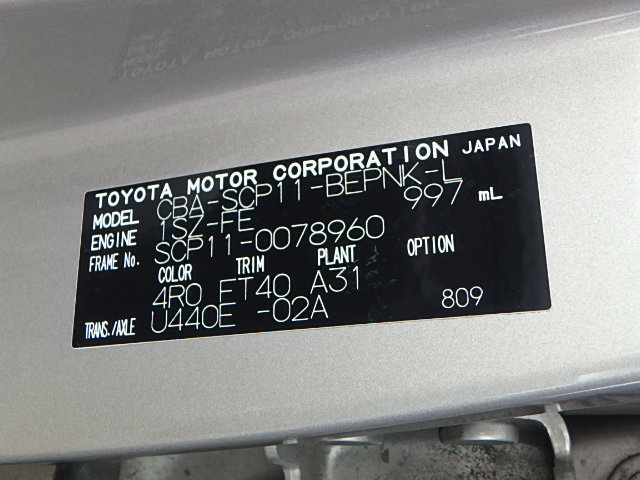 TOYOTA MOTOR CORPORATION JAPAN
MODEL CBA-SCP11-BEPNK-L
ENGINE 1SZ-FE 997 mL
FRAME No. SCP11-0078960
COLOR TRIM PLANT OPTION
4R0 FT40 A31
TRANS./AXLE U440E -02A 809